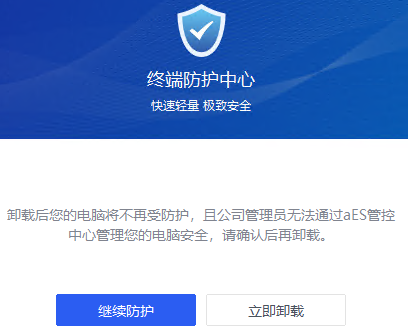 终端防护中心
快速轻量 极致安全
卸载后您的电脑将不再受防护，且公司管理员无法通过aES管控
中心管理您的电脑安全，请确认后再卸载。
继续防护
立即卸载